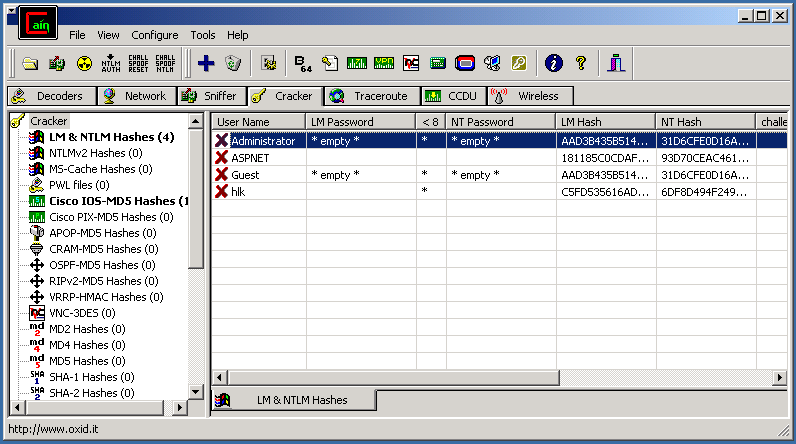 Caín
File View Configure Tools Help
NTLM AUTH
CHALL SPOOF RESET
CHALL SPOOF NTLM
B64
Decoders Network Sniffer Cracker Traceroute CCDU Wireless
Cracker
LM & NTLM Hashes (4)
NTLMv2 Hashes (0)
MS-Cache Hashes (0)
PWL files (0)
Cisco IOS-MD5 Hashes (1
Cisco PIX-MD5 Hashes (0)
APOP-MD5 Hashes (0)
CRAM-MD5 Hashes (0)
OSPF-MD5 Hashes (0)
RIPv2-MD5 Hashes (0)
VRRP-HMAC Hashes (0)
VNC-3DES (0)
MD2 Hashes (0)
MD4 Hashes (0)
MD5 Hashes (0)
SHA-1 Hashes (0)
SHA-2 Hashes (0)
User Name LM Password < 8 NT Password LM Hash NT Hash challe
Administrator * empty * * * empty * AAD3B435B514... 31D6CFE0D16A...
ASPNET 181185C0CDAF... 93D70CEAC461...
Guest * empty * * * empty * AAD3B435B514... 31D6CFE0D16A...
hlk * C5FD535616AD... 6DF8D494F249...
LM & NTLM Hashes
http://www.oxid.it